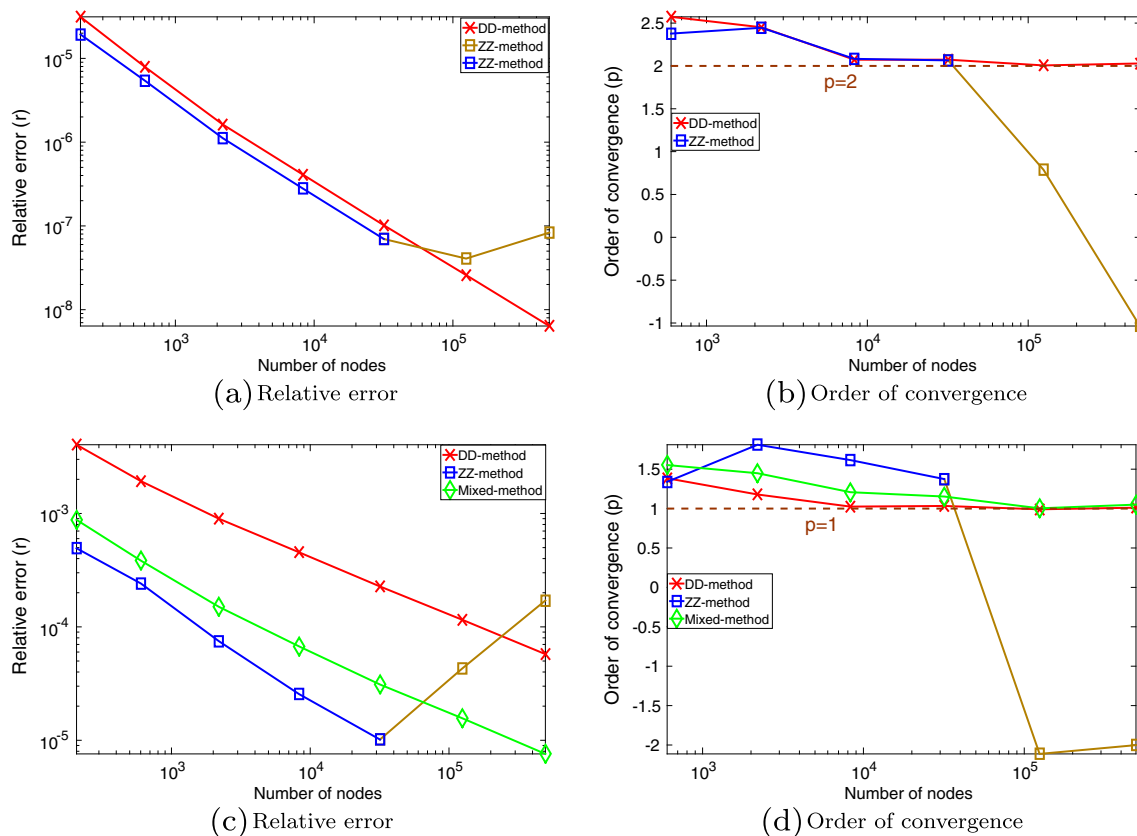 10^-5
10^-6
10^-7
10^-8
Relative error (r)
DD-method
ZZ-method
ZZ-method
10^3
10^4
10^5
Number of nodes
(a) Relative error
2.5
2
1.5
1
0.5
0
-0.5
-1
Order of convergence (p)
p=2
DD-method
ZZ-method
10^3
10^4
10^5
Number of nodes
(b) Order of convergence
10^-3
10^-4
10^-5
Relative error (r)
DD-method
ZZ-method
Mixed-method
10^3
10^4
10^5
Number of nodes
(c) Relative error
1.5
1
0.5
0
-0.5
-1
-1.5
-2
Order of convergence (p)
p=1
DD-method
ZZ-method
Mixed-method
10^3
10^4
10^5
Number of nodes
(d) Order of convergence